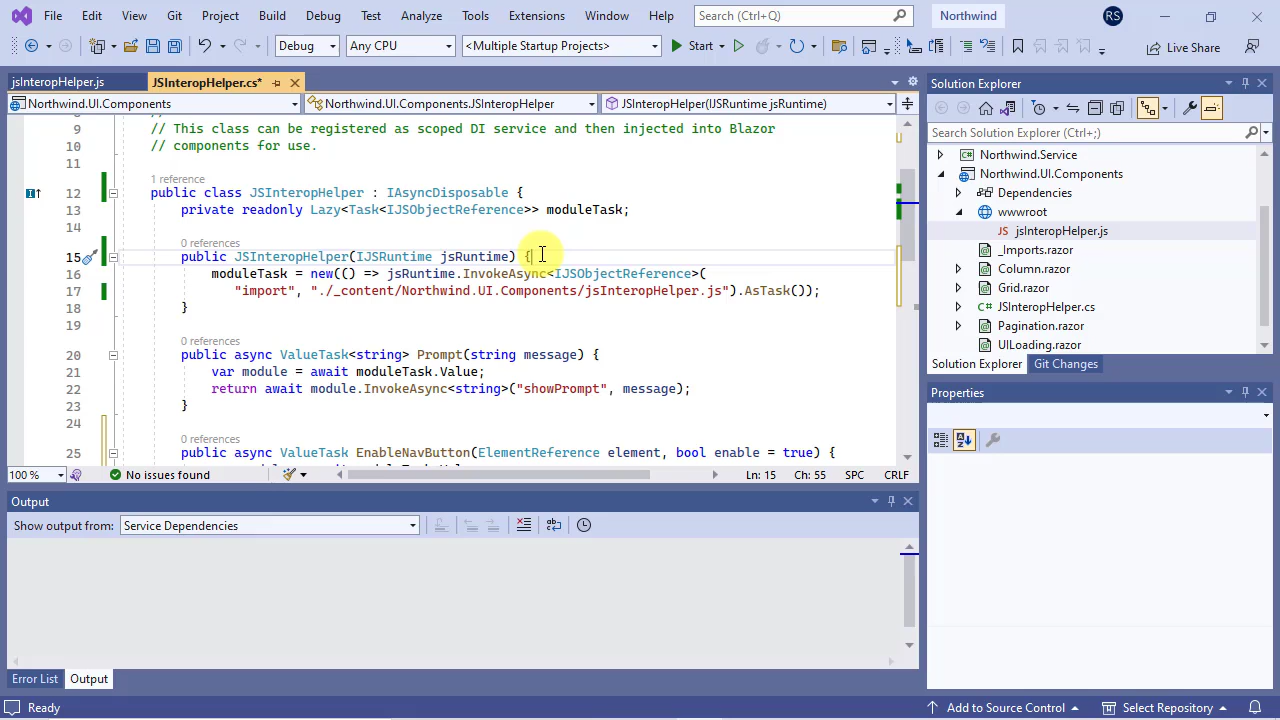 File Edit View Git Project Build Debug Test Analyze Tools Extensions Window Help Search (Ctrl+Q) Northwind RS
Debug Any CPU <Multiple Startup Projects> Start Live Share
jsInteropHelper.js JSInteropHelper.cs*
Northwind.UI.Components Northwind.UI.Components.JSInteropHelper JSInteropHelper(IJSRuntime jsRuntime)
9 // This class can be registered as scoped DI service and then injected into Blazor
10 // components for use.
11
1 reference
12 public class JSInteropHelper : IAsyncDisposable {
13 private readonly Lazy<Task<IJSObjectReference>> moduleTask;
14
0 references
15 public JSInteropHelper(IJSRuntime jsRuntime) {
16 moduleTask = new(() => jsRuntime.InvokeAsync<IJSObjectReference>(
17 "import", "./_content/Northwind.UI.Components/jsInteropHelper.js").AsTask());
18 }
19
0 references
20 public async ValueTask<string> Prompt(string message) {
21 var module = await moduleTask.Value;
22 return await module.InvokeAsync<string>("showPrompt", message);
23 }
24
0 references
25 public async ValueTask EnableNavButton(ElementReference element, bool enable = true) {
100 % No issues found Ln: 15 Ch: 55 SPC CRLF
Output
Show output from: Service Dependencies
Error List Output
Solution Explorer
Search Solution Explorer (Ctrl+;)
Northwind.Service
Northwind.UI.Components
Dependencies
wwwroot
JS jsInteropHelper.js
_Imports.razor
Column.razor
Grid.razor
C# JSInteropHelper.cs
Pagination.razor
UILoading.razor
Solution Explorer Git Changes
Properties
Ready Add to Source Control Select Repository